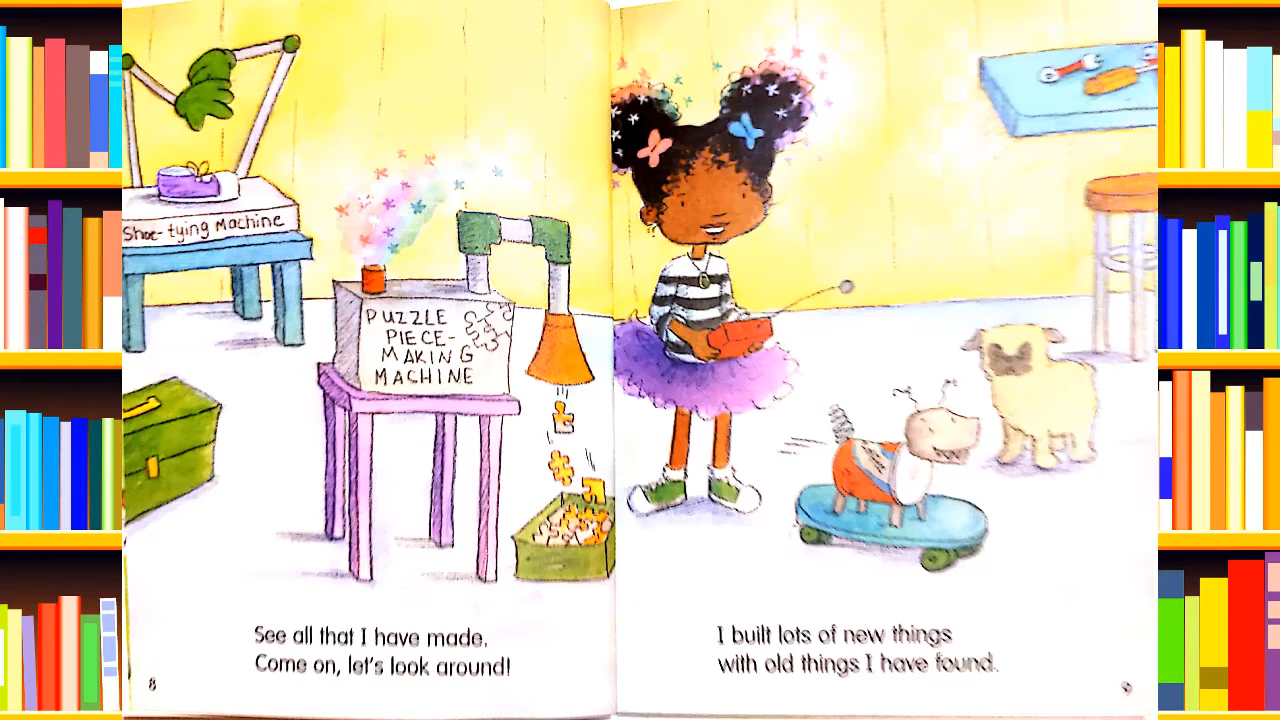 Shoe-tying Machine
PUZZLE
PIECE-
MAKING
MACHINE
See all that I have made.
Come on, let's look around!
8
I built lots of new things
with old things I have found.
9